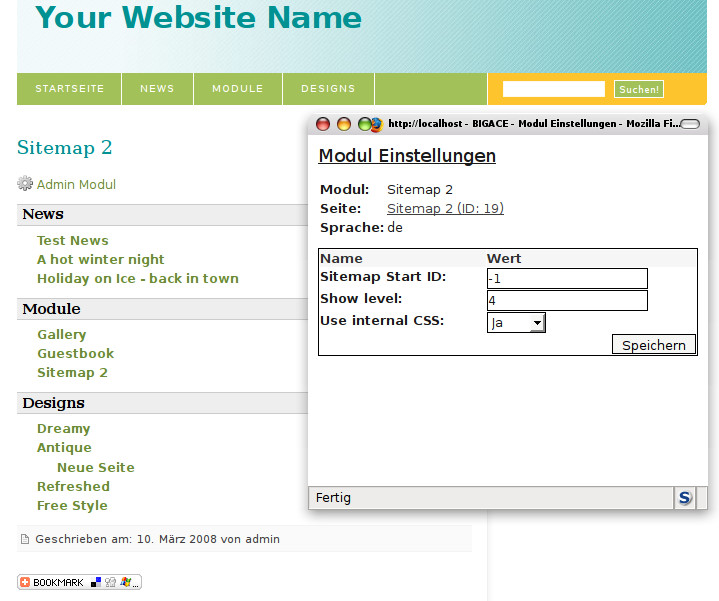 Your Website Name
STARTSEITE NEWS MODULE DESIGNS Suchen!
Sitemap 2
Admin Modul
News
Test News
A hot winter night
Holiday on Ice - back in town
Module
Gallery
Guestbook
Sitemap 2
Designs
Dreamy
Antique
Neue Seite
Refreshed
Free Style
Geschrieben am: 10. März 2008 von admin
BOOKMARK
http://localhost - BIGACE - Modul Einstellungen - Mozilla Fi...
Modul Einstellungen
Modul: Sitemap 2
Seite: Sitemap 2 (ID: 19)
Sprache: de
Name Wert
Sitemap Start ID: -1
Show level: 4
Use internal CSS: Ja
Speichern
Fertig S